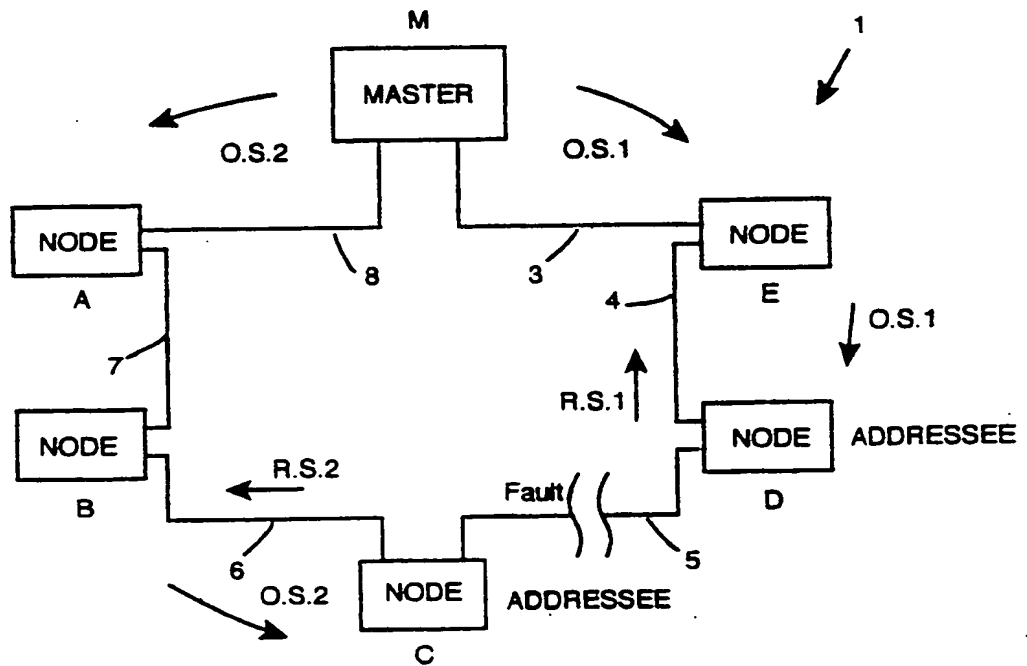 M
1
MASTER
O.S.2
O.S.1
NODE
A
8
3
NODE
E
4
O.S.1
7
R.S.1
NODE
B
R.S.2
Fault
NODE
ADDRESSEE
D
6
5
O.S.2
NODE
ADDRESSEE
C